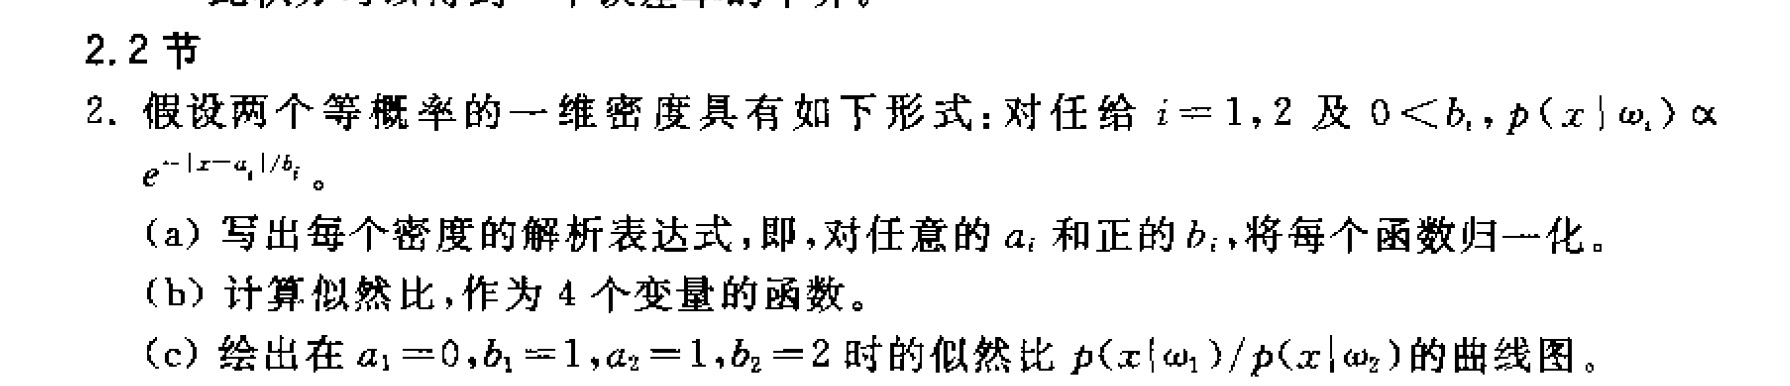 2.2 节
2. 假设两个等概率的一维密度具有如下形式:对任给 i=1,2 及 0<b_i, p(x|ω_i)∝
e^{-|x-a_i|/b_i}。
(a) 写出每个密度的解析表达式,即,对任意的 a_i 和正的 b_i,将每个函数归一化。
(b) 计算似然比,作为 4 个变量的函数。
(c) 绘出在 a_1=0,b_1=1,a_2=1,b_2=2 时的似然比 p(x|ω_1)/p(x|ω_2)的曲线图。